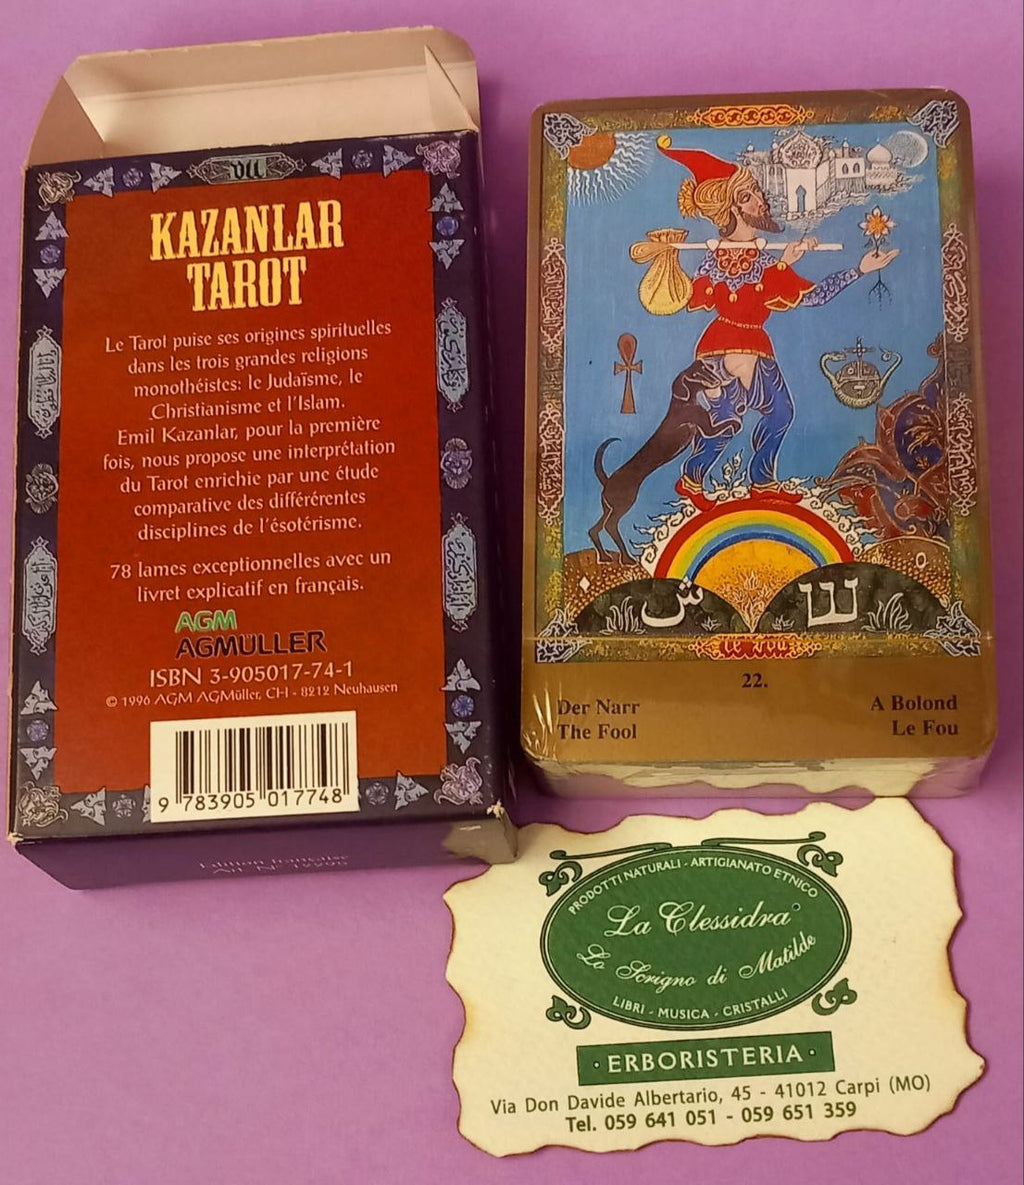 KAZANLAR
TAROT
Le Tarot puise ses origines spirituelles
dans les trois grandes religions
monothéistes: le Judaïsme, le
Christianisme et l'Islam.
Emil Kazanlar, pour la première
fois, nous propose une interprétation
du Tarot enrichie par une étude
comparative des différérentes
disciplines de l'ésotérisme.
78 lames exceptionnelles avec un
livret explicatif en français.
AGM
AGMÜLLER
ISBN 3-905017-74-1
© 1996 AGM AGMüller, CH - 8212 Neuhausen
9 783905 017748
Edition française
ش ש
LE FOU
22.
Der Narr A Bolond
The Fool Le Fou
PRODOTTI NATURALI - ARTIGIANATO ETNICO
La Clessidra
Lo Scrigno di Matilde
LIBRI - MUSICA - CRISTALLI
· ERBORISTERIA ·
Via Don Davide Albertario, 45 - 41012 Carpi (MO)
Tel. 059 641 051 - 059 651 359